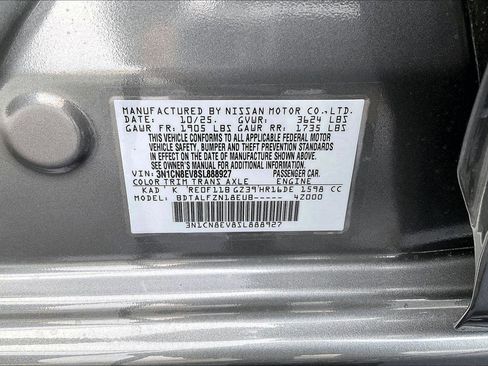 MANUFACTURED BY NISSAN MOTOR CO.,LTD.
DATE: 10/25. GVWR: 3624 LBS
GAWR FR: 1905 LBS GAWR RR: 1735 LBS
THIS VEHICLE CONFORMS TO ALL APPLICABLE FEDERAL MOTOR
VEHICLE SAFETY, BUMPER AND THEFT PREVENTION STANDARDS
IN EFFECT ON THE DATE OF MANUFACTURE SHOWN ABOVE.
SEE OWNER'S MANUAL FOR ADDITIONAL INFORMATION.
VIN: 3N1CN8EV8SL888927 PASSENGER CAR.
COLOR TRIM TRANS AXLE ENGINE
KAD K RE0F11B GZ39 HR16DE 1598 CC
MODEL: BDTALFZN18EUB----- 4Z000
3N1CN8EV8SL888927